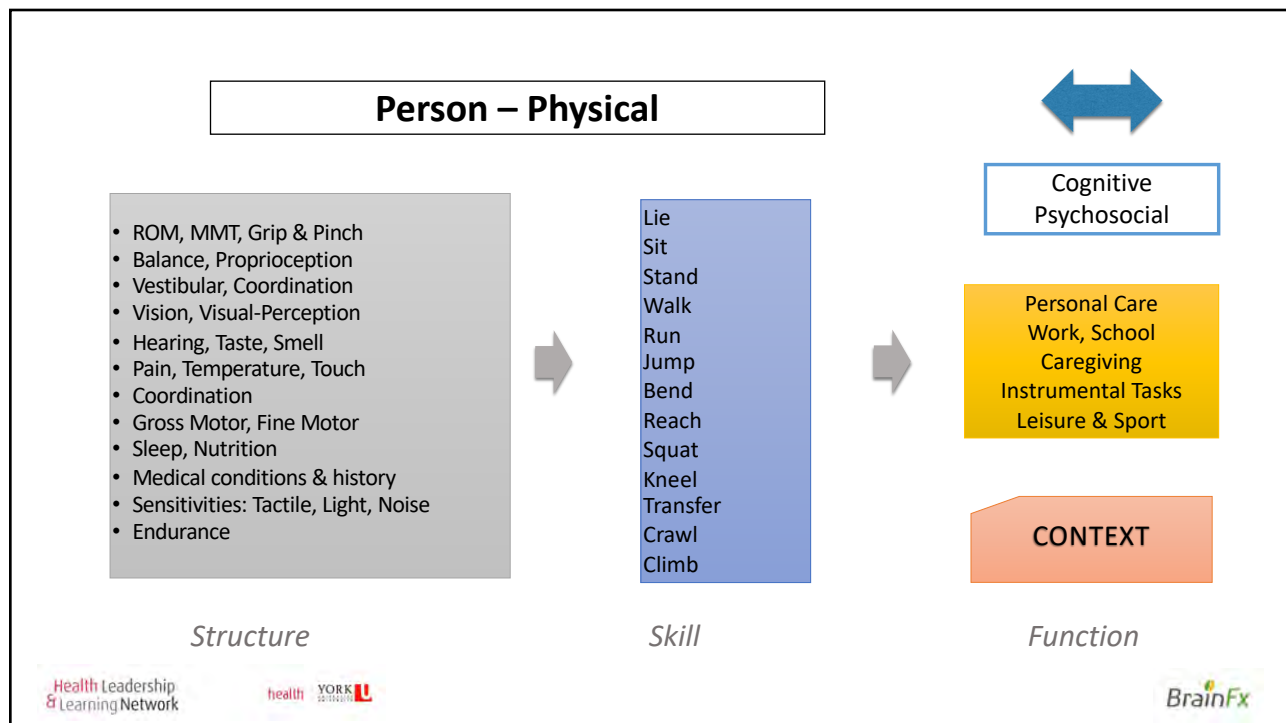 Person – Physical
Cognitive
Psychosocial
• ROM, MMT, Grip & Pinch
• Balance, Proprioception
• Vestibular, Coordination
• Vision, Visual-Perception
• Hearing, Taste, Smell
• Pain, Temperature, Touch
• Coordination
• Gross Motor, Fine Motor
• Sleep, Nutrition
• Medical conditions & history
• Sensitivities: Tactile, Light, Noise
• Endurance
Lie
Sit
Stand
Walk
Run
Jump
Bend
Reach
Squat
Kneel
Transfer
Crawl
Climb
Personal Care
Work, School
Caregiving
Instrumental Tasks
Leisure & Sport
CONTEXT
Structure
Skill
Function
Health Leadership
& Learning Network
health YORK U
BrainFx